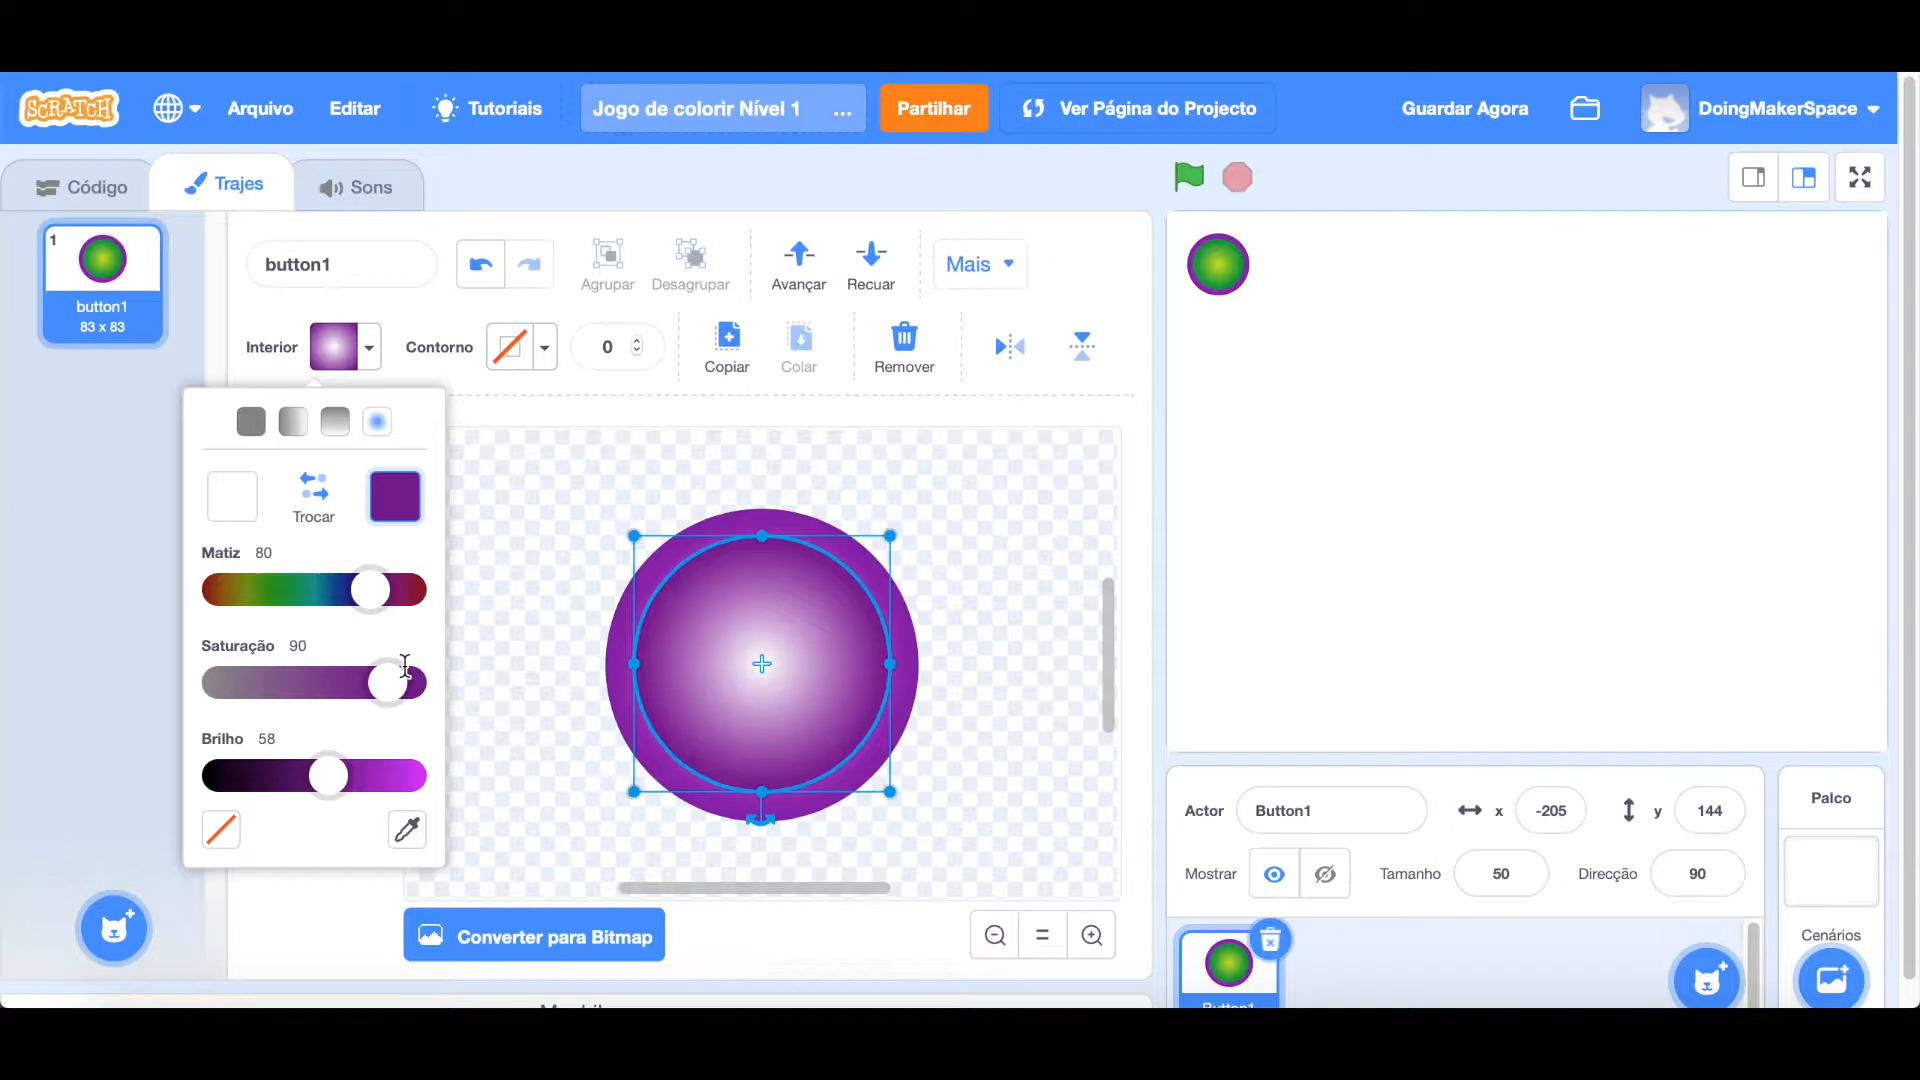 SCRATCH
Arquivo
Editar
Tutoriais
Jogo de colorir Nível 1 ...
Partilhar
Ver Página do Projecto
Guardar Agora
DoingMakerSpace
Código
Trajes
Sons
1
button1
83 x 83
button1
Agrupar
Desagrupar
Avançar
Recuar
Mais
Interior
Contorno
0
Copiar
Colar
Remover
Trocar
Matiz 80
Saturação 90
Brilho 58
Converter para Bitmap
Actor
Button1
x
-205
y
144
Mostrar
Tamanho
50
Direcção
90
Button1
Palco
Cenários